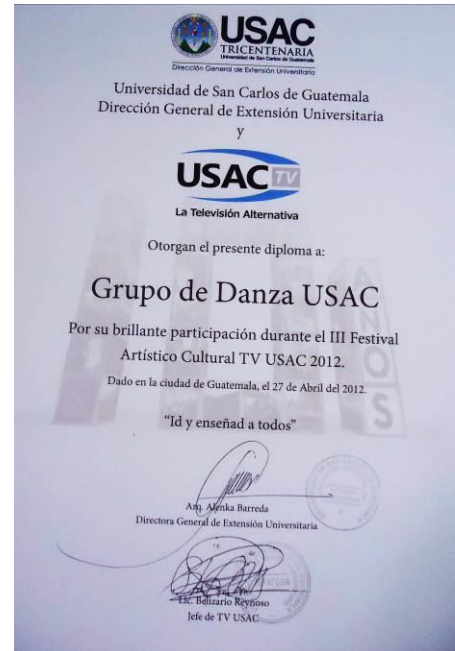 USAC
TRICENTENARIA
Universidad de San Carlos de Guatemala
Dirección General de Extensión Universitaria
Universidad de San Carlos de Guatemala
Dirección General de Extensión Universitaria
y
USAC TV
La Televisión Alternativa
Otorgan el presente diploma a:
Grupo de Danza USAC
Por su brillante participación durante el III Festival
Artístico Cultural TV USAC 2012.
Dado en la ciudad de Guatemala, el 27 de Abril del 2012.
"Id y enseñad a todos"
AÑOS
Arq. Alenka Barreda
Directora General de Extensión Universitaria
Lic. Belizario Reynoso
Jefe de TV USAC